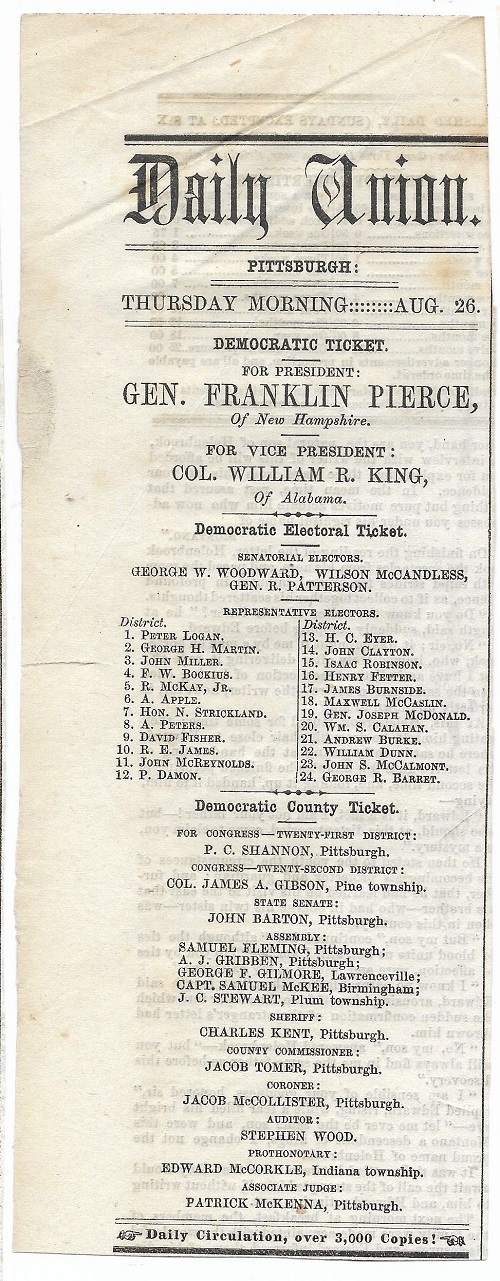 Daily Union.
PITTSBURGH:
THURSDAY MORNING::::::::AUG. 26.
DEMOCRATIC TICKET.
FOR PRESIDENT:
GEN. FRANKLIN PIERCE,
Of New Hampshire.
FOR VICE PRESIDENT:
COL. WILLIAM R. KING,
Of Alabama.
Democratic Electoral Ticket.
SENATORIAL ELECTORS.
GEORGE W. WOODWARD, WILSON McCANDLESS,
GEN. R. PATTERSON.
REPRESENTATIVE ELECTORS.
District.
1. PETER LOGAN.
2. GEORGE H. MARTIN.
3. JOHN MILLER.
4. F. W. BOCKIUS.
5. R. McKAY, JR.
6. A. APPLE.
7. HON. N. STRICKLAND.
8. A. PETERS.
9. DAVID FISHER.
10. R. E. JAMES.
11. JOHN McREYNOLDS.
12. P. DAMON.
District.
13. H. C. EYER.
14. JOHN CLAYTON.
15. ISAAC ROBINSON.
16. HENRY FETTER.
17. JAMES BURNSIDE.
18. MAXWELL McCASLIN.
19. GEN. JOSEPH McDONALD.
20. WM. S. CALAHAN.
21. ANDREW BURKE.
22. WILLIAM DUNN.
23. JOHN S. McCALMONT.
24. GEORGE R. BARRET.
Democratic County Ticket.
FOR CONGRESS—TWENTY-FIRST DISTRICT:
P. C. SHANNON, Pittsburgh.
CONGRESS—TWENTY-SECOND DISTRICT:
COL. JAMES A. GIBSON, Pine township.
STATE SENATE:
JOHN BARTON, Pittsburgh.
ASSEMBLY:
SAMUEL FLEMING, Pittsburgh;
A. J. GRIBBEN, Pittsburgh;
GEORGE F. GILMORE, Lawrenceville;
CAPT. SAMUEL McKEE, Birmingham;
J. C. STEWART, Plum township.
SHERIFF:
CHARLES KENT, Pittsburgh.
COUNTY COMMISSIONER:
JACOB TOMER, Pittsburgh.
CORONER:
JACOB McCOLLISTER, Pittsburgh.
AUDITOR:
STEPHEN WOOD.
PROTHONOTARY:
EDWARD McCORKLE, Indiana township.
ASSOCIATE JUDGE:
PATRICK McKENNA, Pittsburgh.
☞ Daily Circulation, over 3,000 Copies! ☜